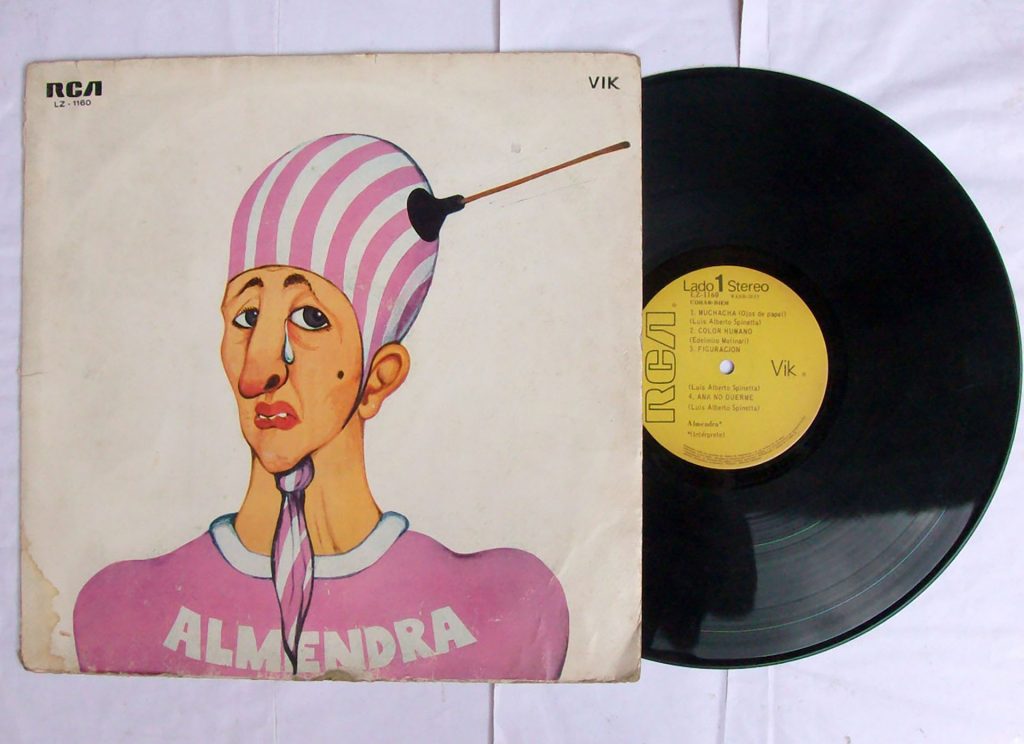 RCA
LZ - 1160
VIK
ALMENDRA
Lado 1 Stereo
LZ-1160
1. MUCHACHA (Ojos de papel)
(Luis Alberto Spinetta)
2. COLOR HUMANO
(Edelmiro Molinari)
3. FIGURACION
(Luis Alberto Spinetta)
4. ANA NO DUERME
(Luis Alberto Spinetta)
Almendra*
*(Intérprete)
RCA
Vik